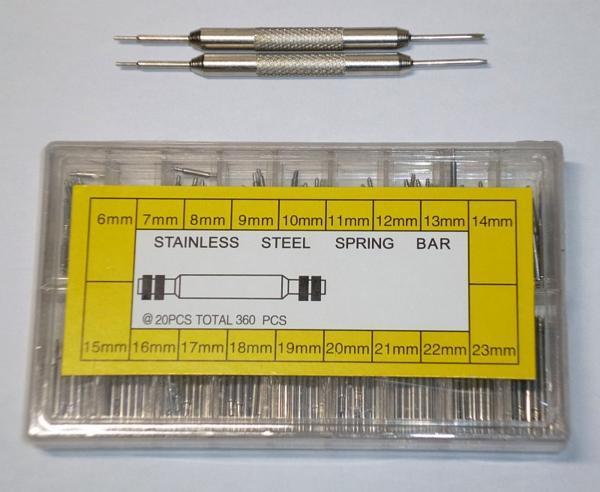 6mm 7mm 8mm 9mm 10mm 11mm 12mm 13mm 14mm
STAINLESS STEEL SPRING BAR
@ 20PCS TOTAL 360 PCS
15mm 16mm 17mm 18mm 19mm 20mm 21mm 22mm 23mm